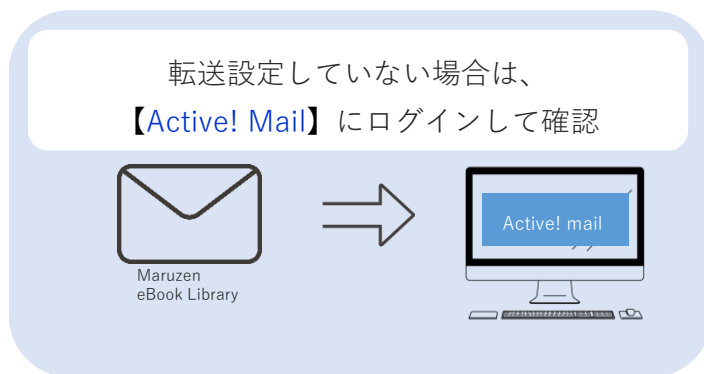 転送設定していない場合は、
【Active! Mail】にログインして確認
Active! mail
Maruzen
eBook Library